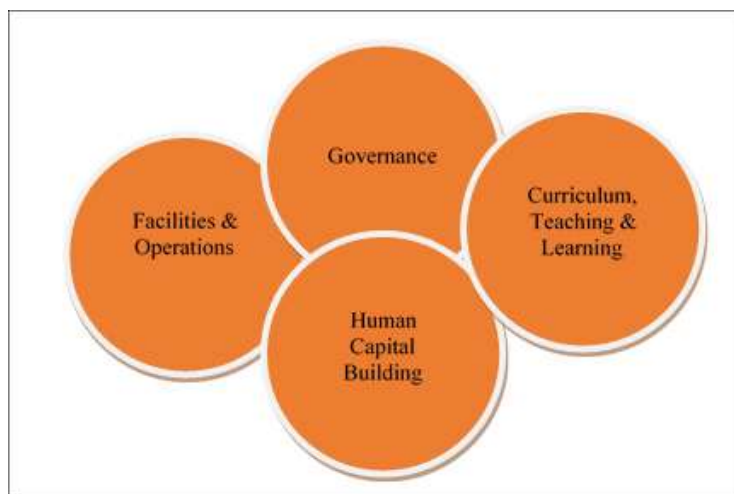 Governance
Facilities &
Operations
Curriculum,
Teaching &
Learning
Human
Capital
Building